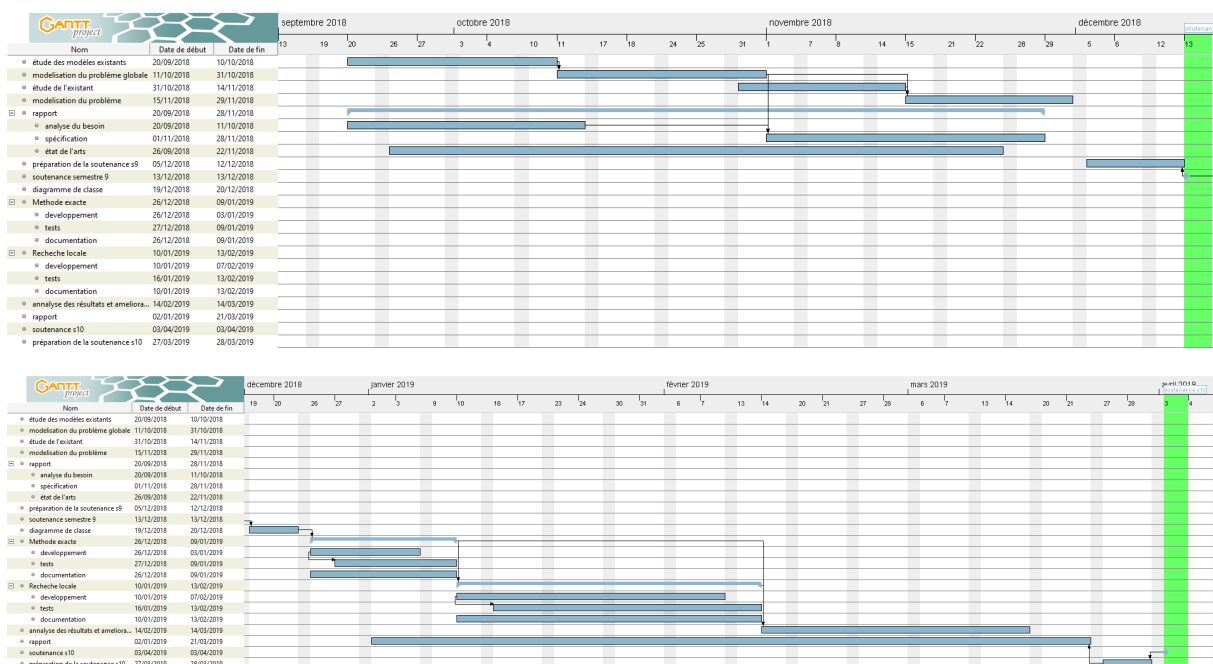 GANTT project
septembre 2018 octobre 2018 novembre 2018 décembre 2018
soutenan
Nom Date de début Date de fin
13 19 20 26 27 3 4 10 11 17 18 24 25 31 1 7 8 14 15 21 22 28 29 5 6 12 13
étude des modèles existants 20/09/2018 10/10/2018
modelisation du problème globale 11/10/2018 31/10/2018
étude de l'existant 31/10/2018 14/11/2018
modelisation du problème 15/11/2018 29/11/2018
rapport 20/09/2018 28/11/2018
analyse du besoin 20/09/2018 11/10/2018
spécification 01/11/2018 28/11/2018
état de l'arts 26/09/2018 22/11/2018
préparation de la soutenance s9 05/12/2018 12/12/2018
soutenance semestre 9 13/12/2018 13/12/2018
diagramme de classe 19/12/2018 20/12/2018
Methode exacte 26/12/2018 09/01/2019
developpement 26/12/2018 03/01/2019
tests 27/12/2018 09/01/2019
documentation 26/12/2018 09/01/2019
Recheche locale 10/01/2019 13/02/2019
developpement 10/01/2019 07/02/2019
tests 16/01/2019 13/02/2019
documentation 10/01/2019 13/02/2019
annalyse des résultats et ameliora... 14/02/2019 14/03/2019
rapport 02/01/2019 21/03/2019
soutenance s10 03/04/2019 03/04/2019
préparation de la soutenance s10 27/03/2019 28/03/2019
GANTT project
décembre 2018 janvier 2019 février 2019 mars 2019 avril 2019
soutenance s10
Nom Date de début Date de fin
19 20 26 27 2 3 9 10 16 17 23 24 30 31 6 7 13 14 20 21 27 28 6 7 13 14 20 21 27 28 3 4
étude des modèles existants 20/09/2018 10/10/2018
modelisation du problème globale 11/10/2018 31/10/2018
étude de l'existant 31/10/2018 14/11/2018
modelisation du problème 15/11/2018 29/11/2018
rapport 20/09/2018 28/11/2018
analyse du besoin 20/09/2018 11/10/2018
spécification 01/11/2018 28/11/2018
état de l'arts 26/09/2018 22/11/2018
préparation de la soutenance s9 05/12/2018 12/12/2018
soutenance semestre 9 13/12/2018 13/12/2018
diagramme de classe 19/12/2018 20/12/2018
Methode exacte 26/12/2018 09/01/2019
developpement 26/12/2018 03/01/2019
tests 27/12/2018 09/01/2019
documentation 26/12/2018 09/01/2019
Recheche locale 10/01/2019 13/02/2019
developpement 10/01/2019 07/02/2019
tests 16/01/2019 13/02/2019
documentation 10/01/2019 13/02/2019
annalyse des résultats et ameliora... 14/02/2019 14/03/2019
rapport 02/01/2019 21/03/2019
soutenance s10 03/04/2019 03/04/2019
préparation de la soutenance s10 27/03/2019 28/03/2019